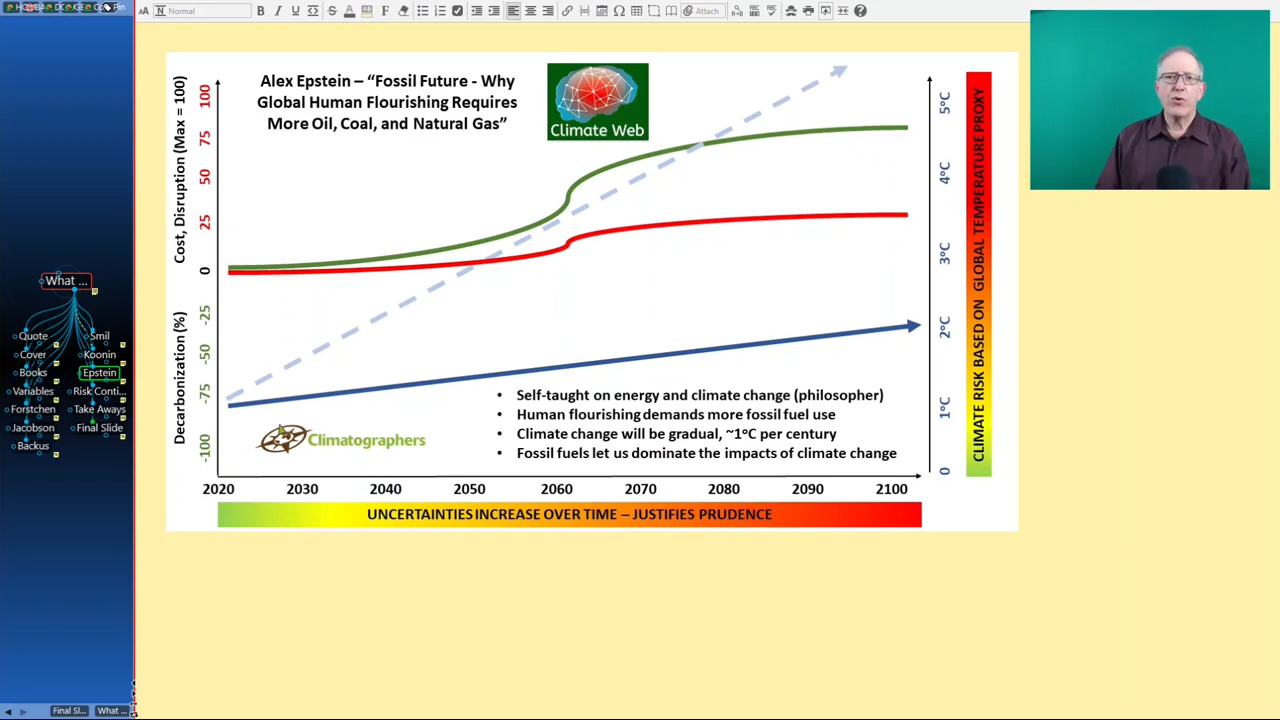 Normal
B I U
Attach
Alex Epstein – “Fossil Future - Why
Global Human Flourishing Requires
More Oil, Coal, and Natural Gas”
Climate Web
Cost, Disruption (Max = 100)
100
75
50
25
0
Decarbonization (%)
-25
-50
-75
-100
5°C
4°C
3°C
2°C
1°C
0
CLIMATE RISK BASED ON GLOBAL TEMPERATURE PROXY
• Self-taught on energy and climate change (philosopher)
• Human flourishing demands more fossil fuel use
• Climate change will be gradual, ~1°C per century
• Fossil fuels let us dominate the impacts of climate change
Climatographers
2020 2030 2040 2050 2060 2070 2080 2090 2100
UNCERTAINTIES INCREASE OVER TIME – JUSTIFIES PRUDENCE
What ...
Quote
Cover
Books
Variables
Forstchen
Jacobson
Backus
Smil
Koonin
Epstein
Risk Conti...
Take Aways
Final Slide
Final Sl...
What ...